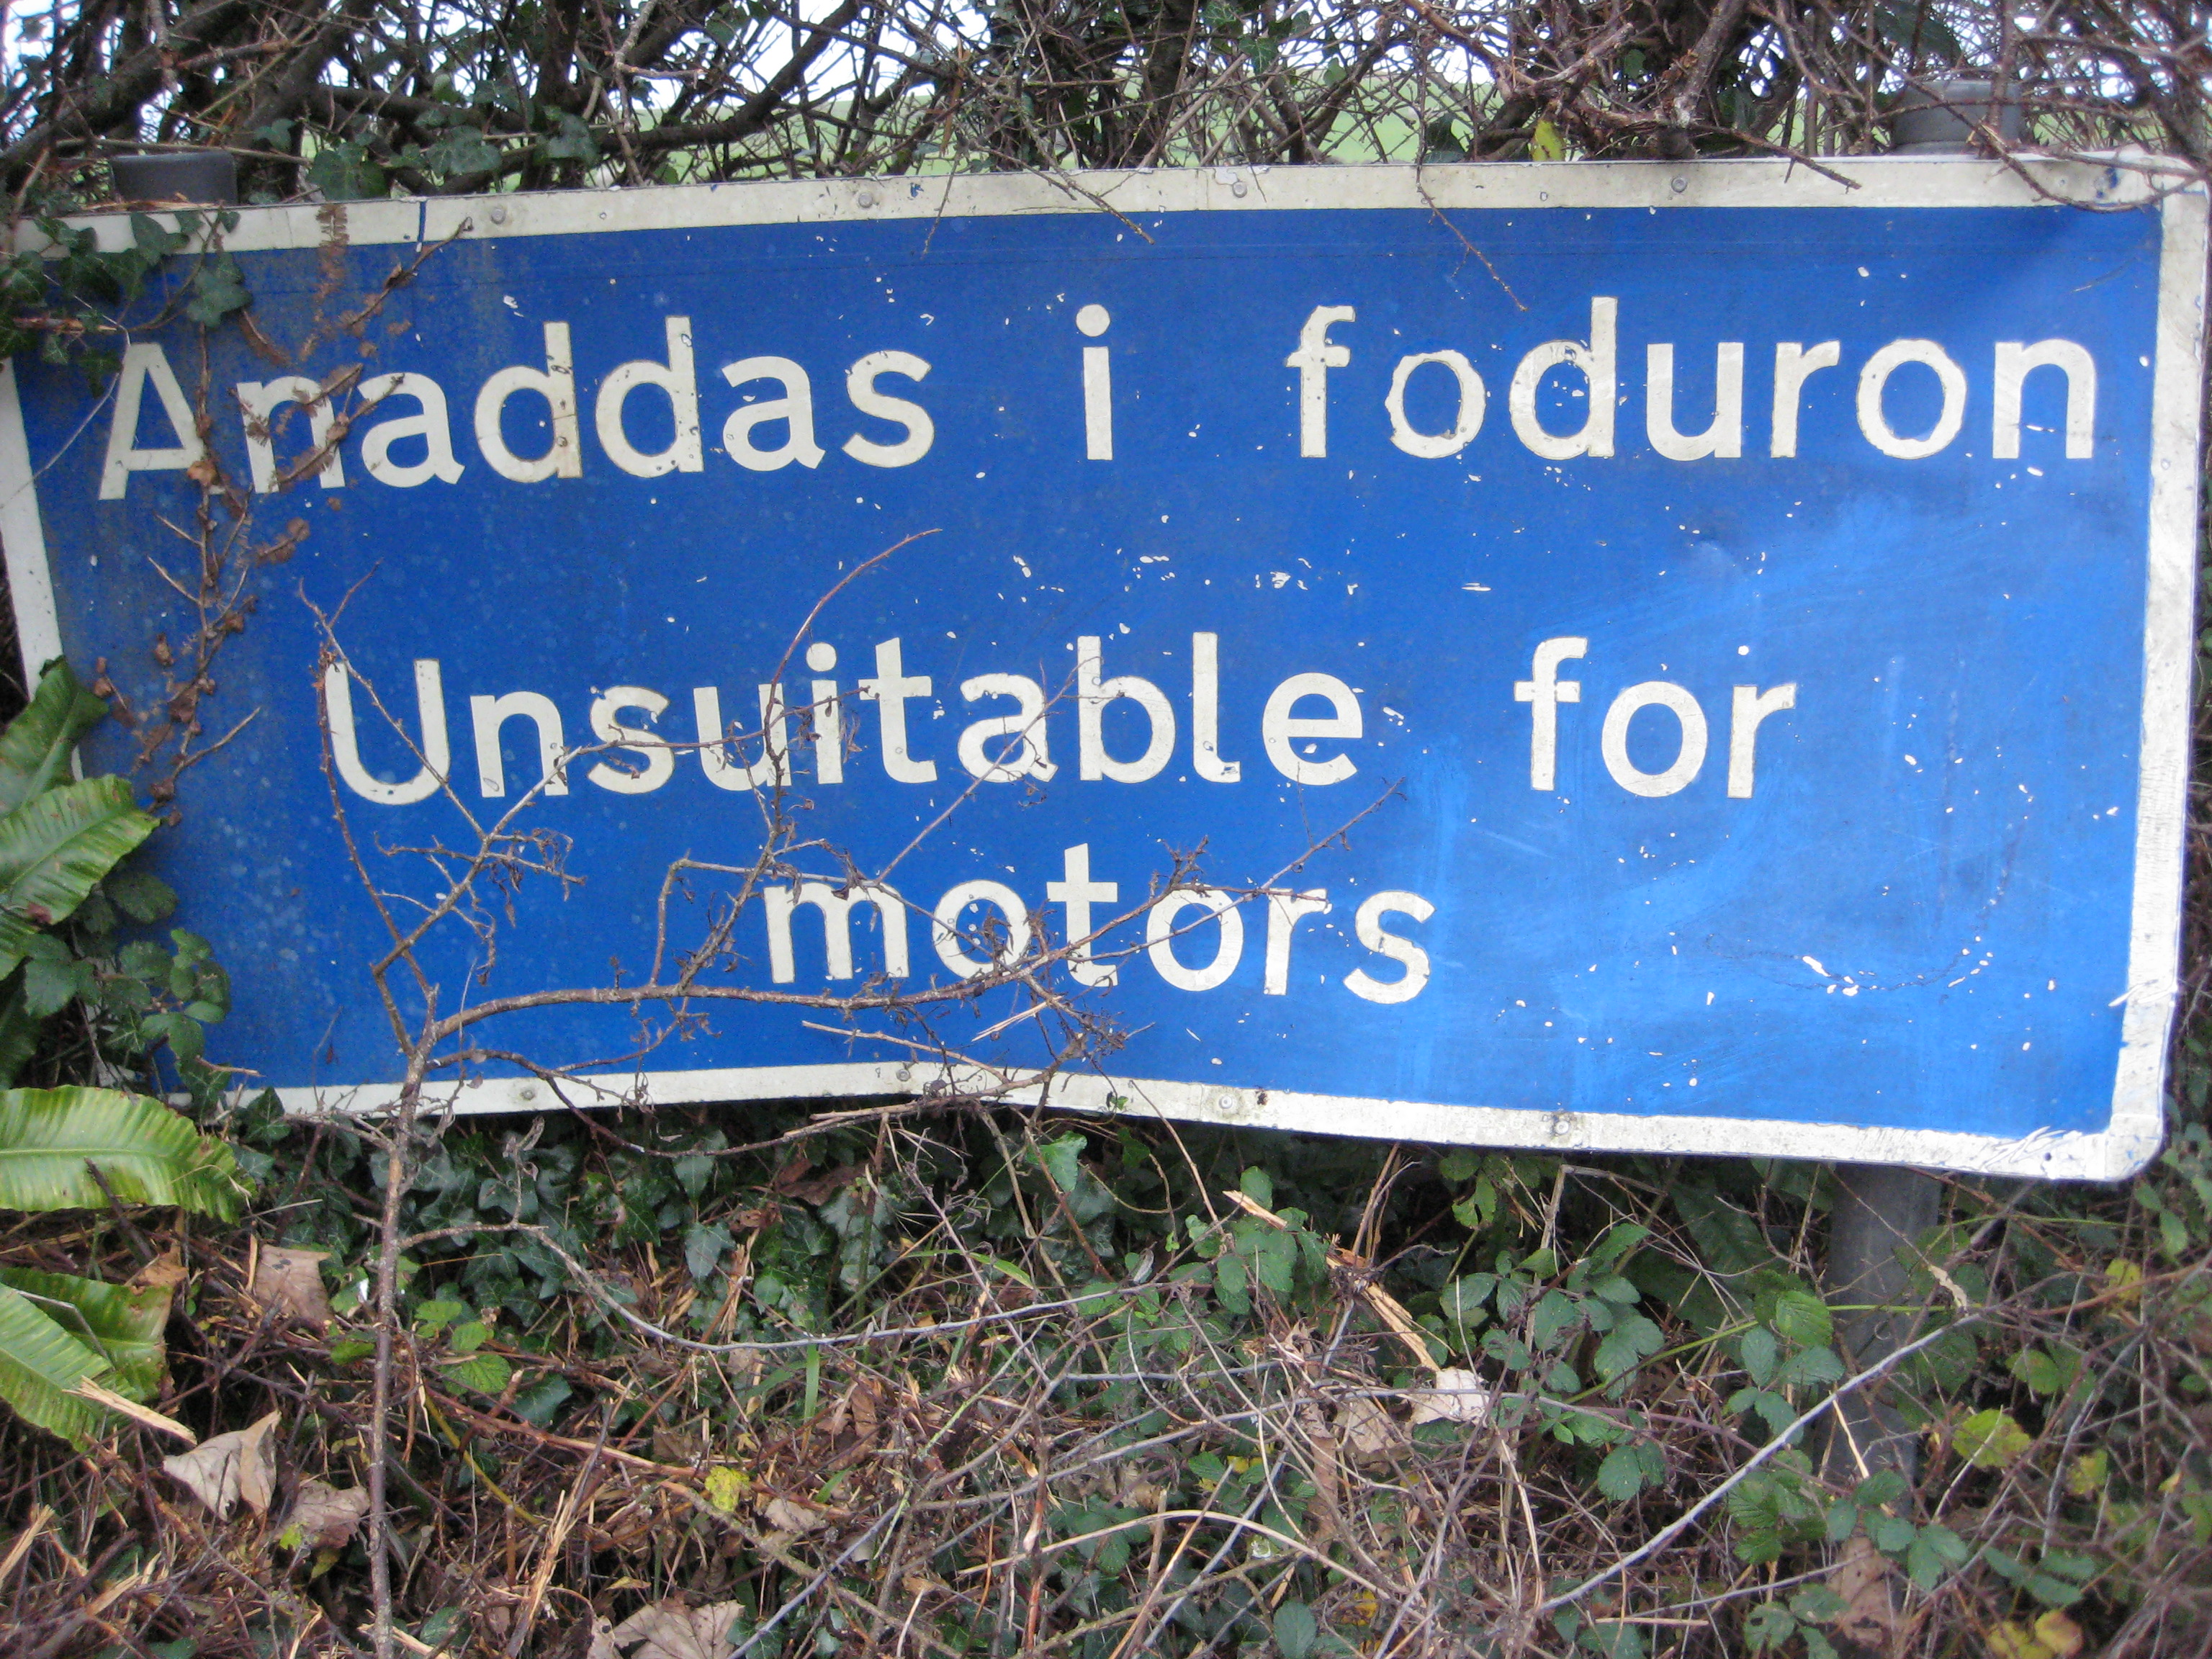 Anaddas i foduron
Unsuitable for
motors